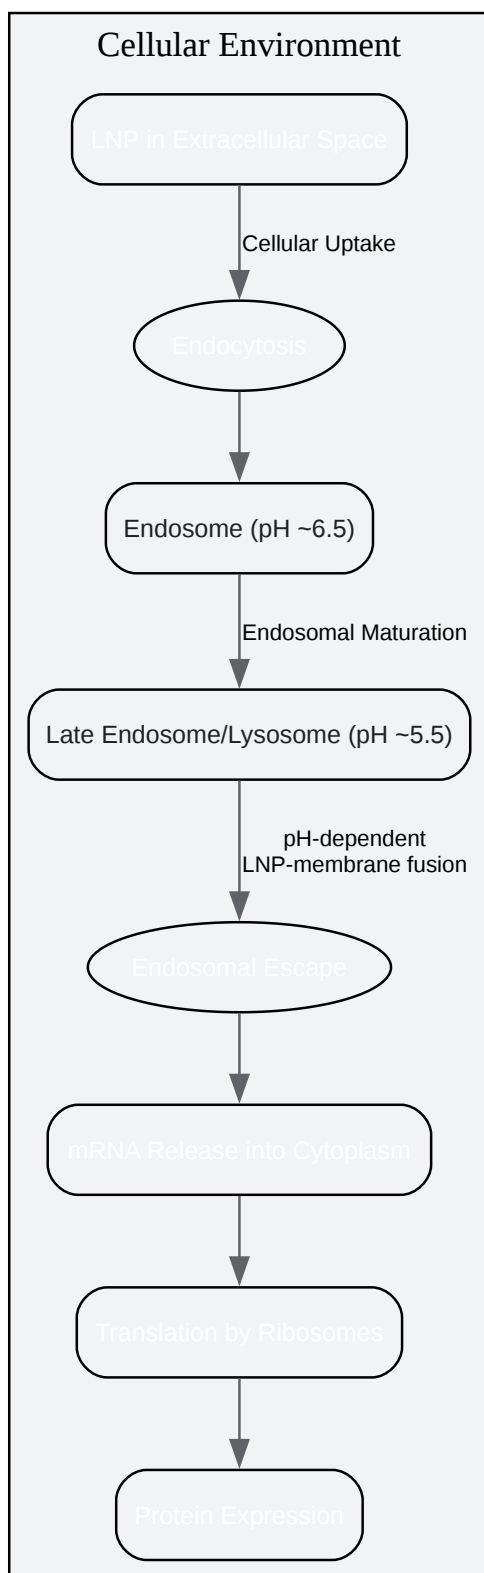 Cellular Environment
LNP in Extracellular Space
Cellular Uptake
Endocytosis
Endosome (pH ~6.5)
Endosomal Maturation
Late Endosome/Lysosome (pH ~5.5)
pH-dependent
LNP-membrane fusion
Endosomal Escape
mRNA Release into Cytoplasm
Translation by Ribosomes
Protein Expression